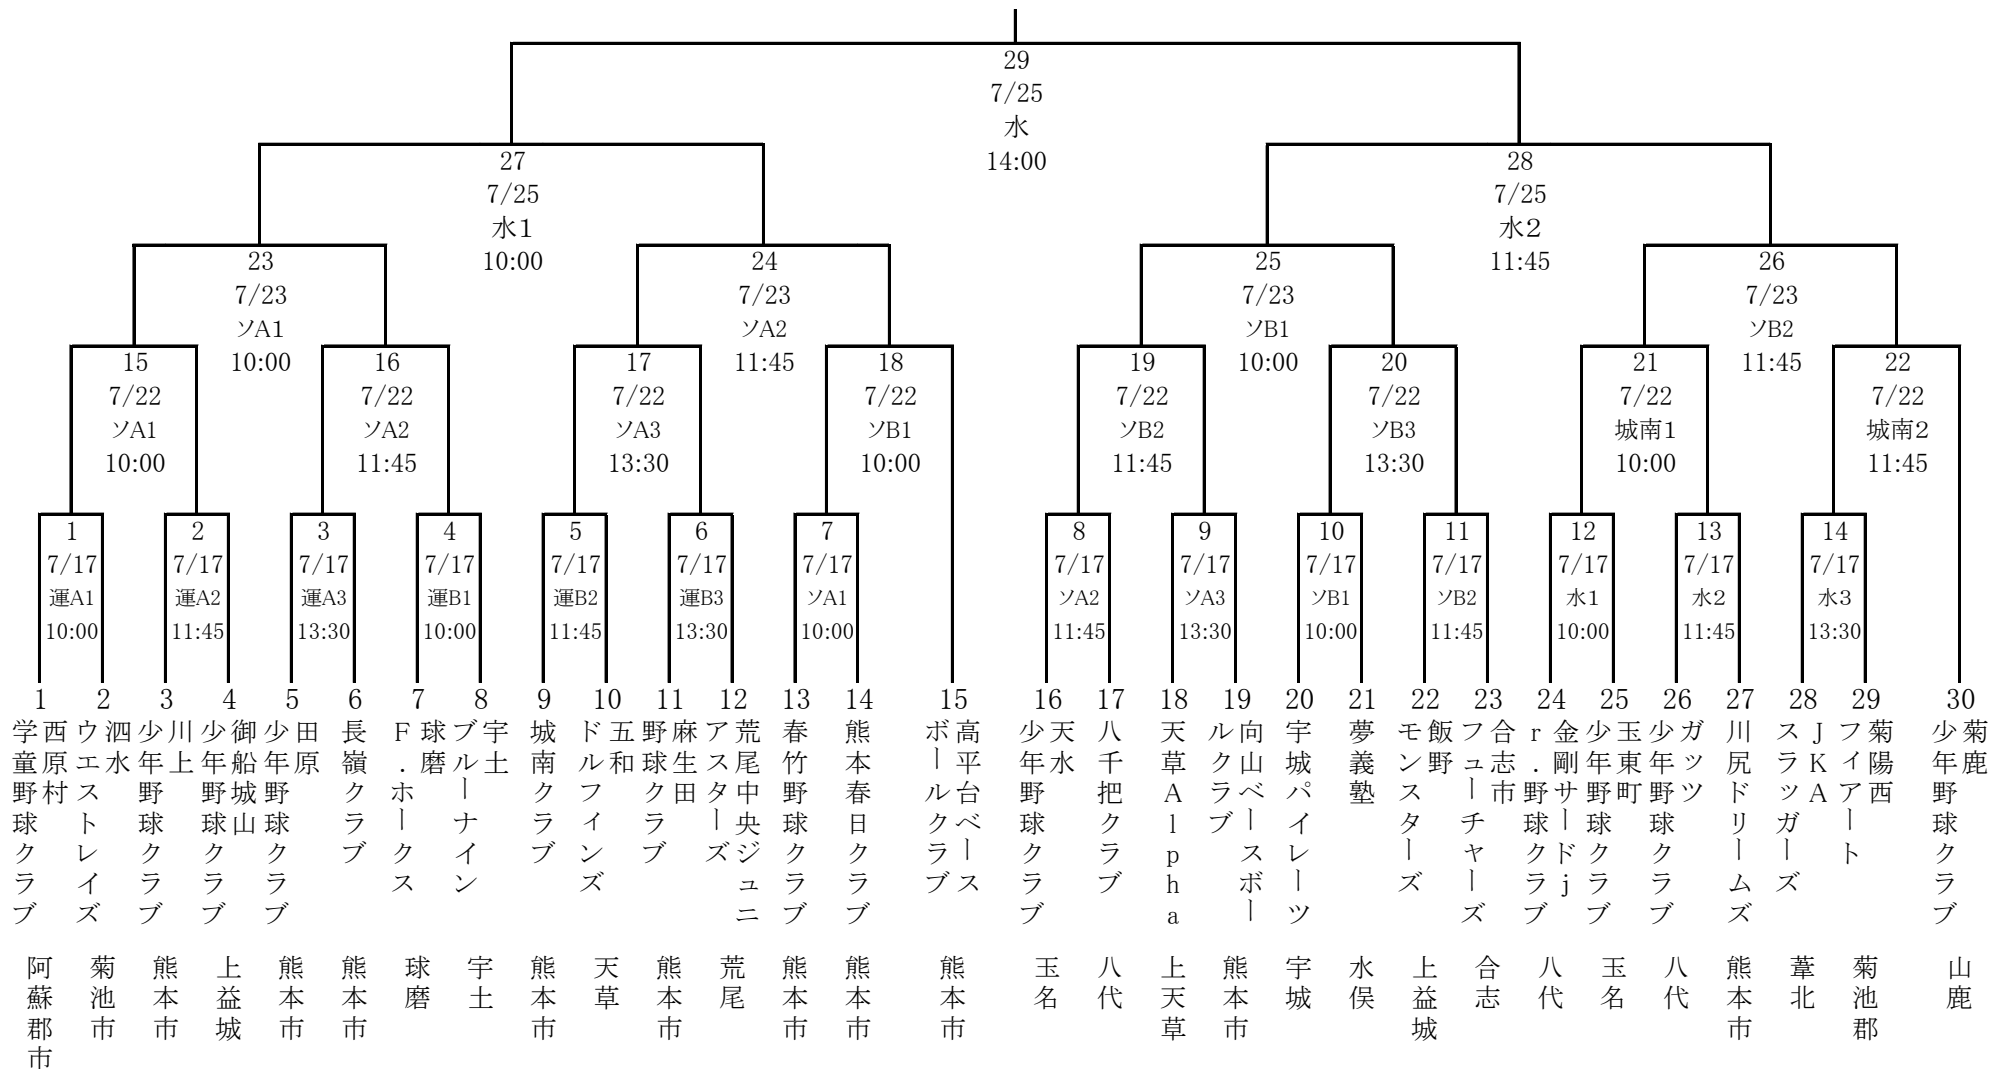 29
7/25
水
14:00
27
7/25
水1
10:00
28
7/25
水2
11:45
23
7/23
ソA1
10:00
24
7/23
ソA2
11:45
25
7/23
ソB1
10:00
26
7/23
ソB2
11:45
15
7/22
ソA1
10:00
16
7/22
ソA2
11:45
17
7/22
ソA3
13:30
18
7/22
ソB1
10:00
19
7/22
ソB2
11:45
20
7/22
ソB3
13:30
21
7/22
城南1
10:00
22
7/22
城南2
11:45
1
7/17
運A1
10:00
2
7/17
運A2
11:45
3
7/17
運A3
13:30
4
7/17
運B1
10:00
5
7/17
運B2
11:45
6
7/17
運B3
13:30
7
7/17
ソA1
10:00
8
7/17
ソA2
11:45
9
7/17
ソA3
13:30
10
7/17
ソB1
10:00
11
7/17
ソB2
11:45
12
7/17
水1
10:00
13
7/17
水2
11:45
14
7/17
水3
13:30
1
西原村
学童野球クラブ
阿蘇郡市
2
泗水
ウエストレイズ
菊池市
3
川上
少年野球クラブ
熊本市
4
御船城山
少年野球クラブ
上益城
5
田原
少年野球クラブ
熊本市
6
長嶺クラブ
熊本市
7
球磨
F.ホークス
球磨
8
宇土
ブルーナイン
宇土
9
城南クラブ
熊本市
10
五和
ドルフィンズ
天草
11
麻生田
野球クラブ
熊本市
12
荒尾中央ジュニ
アスターズ
荒尾
13
春竹野球クラブ
熊本市
14
熊本春日クラブ
熊本市
15
高平台ベース
ボールクラブ
熊本市
16
天水
少年野球クラブ
玉名
17
八千把クラブ
八代
18
天草Alpha
上天草
19
向山ベースボー
ルクラブ
熊本市
20
宇城パイレーツ
宇城
21
夢義塾
水俣
22
飯野
モンスターズ
上益城
23
合志市
フューチャーズ
合志
24
金剛サードj
r.野球クラブ
八代
25
玉東町
少年野球クラブ
玉名
26
ガッツ
少年野球クラブ
八代
27
川尻ドリームズ
熊本市
28
JKA
スラッガーズ
葦北
29
菊陽西
フイアート
菊池郡
30
菊鹿
少年野球クラブ
山鹿